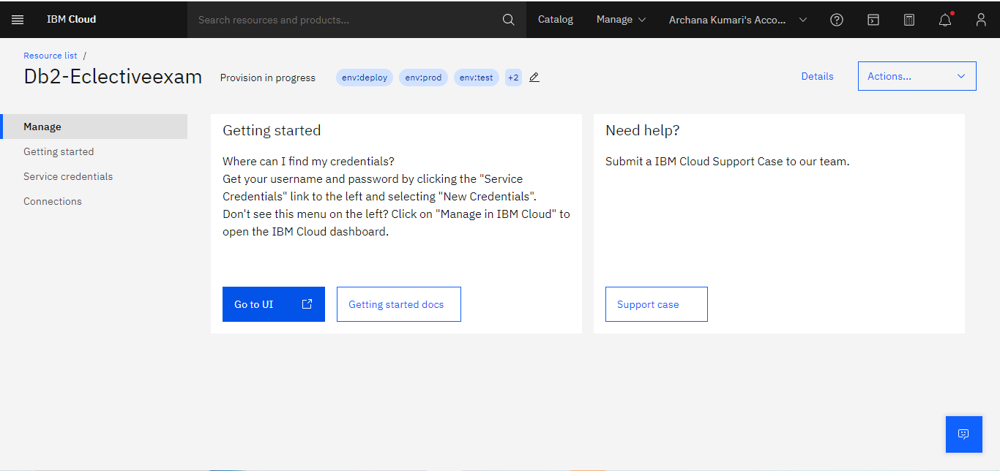 IBM Cloud
Search resources and products...
Catalog
Manage
Archana Kumari's Acco...
Resource list /
Db2-Eclectiveexam
Provision in progress
env:deploy
env:prod
env:test
+2
Details
Actions...
Manage
Getting started
Service credentials
Connections
Getting started
Where can I find my credentials?
Get your username and password by clicking the "Service
Credentials" link to the left and selecting "New Credentials".
Don't see this menu on the left? Click on "Manage in IBM Cloud" to
open the IBM Cloud dashboard.
Go to UI
Getting started docs
Need help?
Submit a IBM Cloud Support Case to our team.
Support case